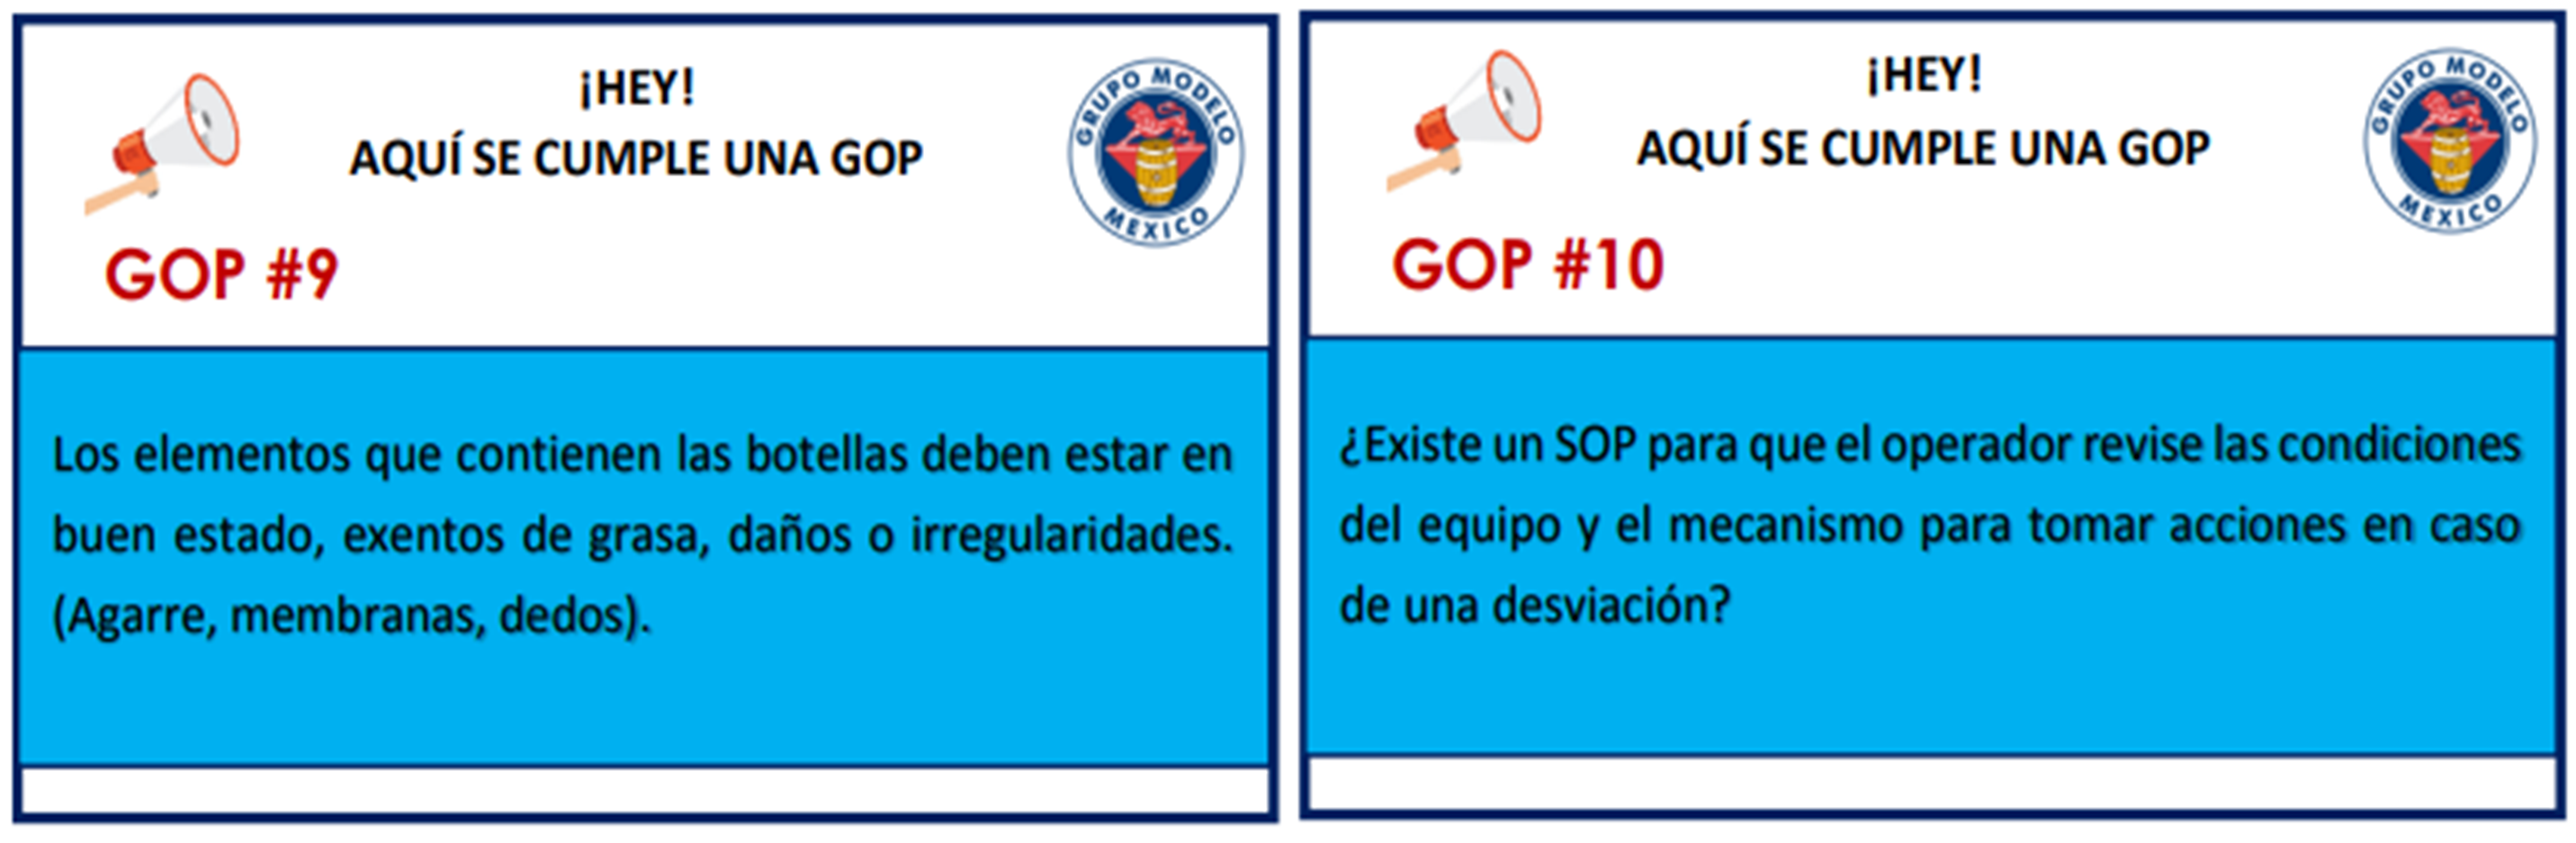 ¡HEY!
AQUÍ SE CUMPLE UNA GOP
GRUPO MODELO
MEXICO
GOP #9
Los elementos que contienen las botellas deben estar en
buen estado, exentos de grasa, daños o irregularidades.
(Agarre, membranas, dedos).
¡HEY!
AQUÍ SE CUMPLE UNA GOP
GRUPO MODELO
MEXICO
GOP #10
¿Existe un SOP para que el operador revise las condiciones
del equipo y el mecanismo para tomar acciones en caso
de una desviación?